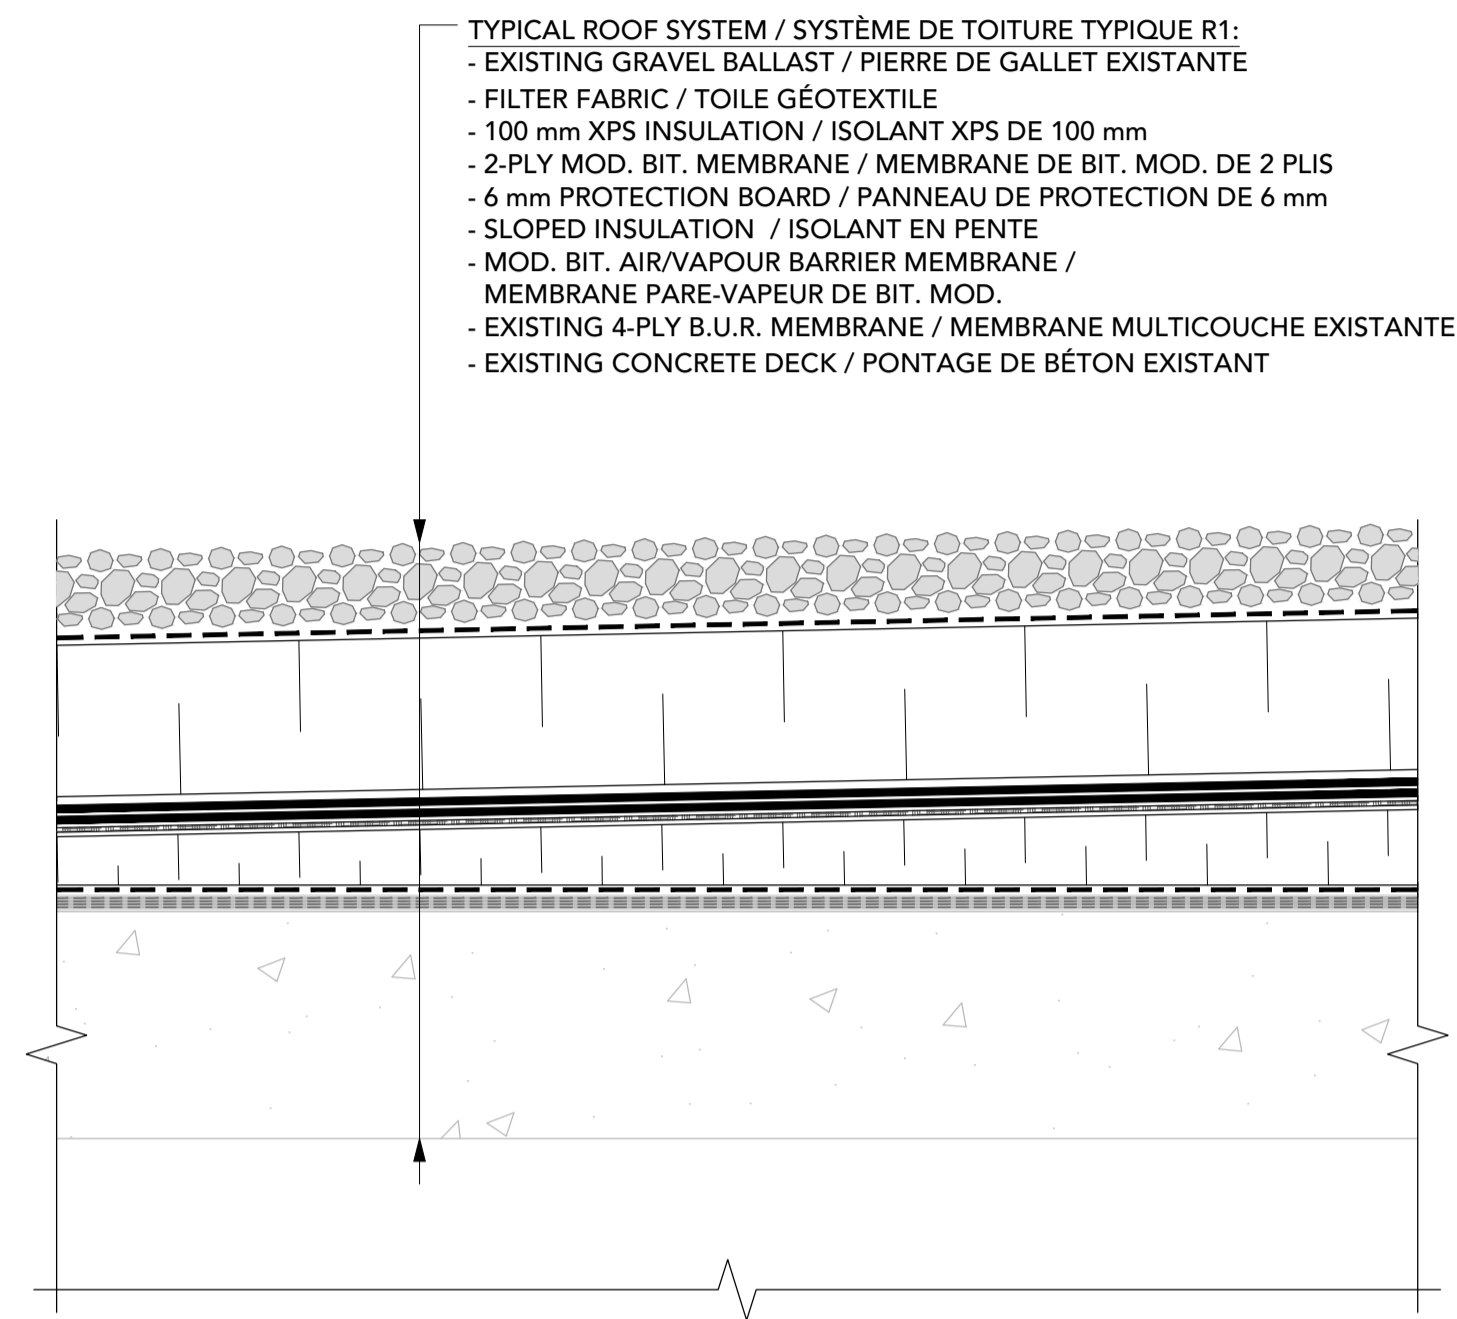 TYPICAL ROOF SYSTEM / SYSTÈME DE TOITURE TYPIQUE R1:
- EXISTING GRAVEL BALLAST / PIERRE DE GALLET EXISTANTE
- FILTER FABRIC / TOILE GÉOTEXTILE
- 100 mm XPS INSULATION / ISOLANT XPS DE 100 mm
- 2-PLY MOD. BIT. MEMBRANE / MEMBRANE DE BIT. MOD. DE 2 PLIS
- 6 mm PROTECTION BOARD / PANNEAU DE PROTECTION DE 6 mm
- SLOPED INSULATION / ISOLANT EN PENTE
- MOD. BIT. AIR/VAPOUR BARRIER MEMBRANE /
MEMBRANE PARE-VAPEUR DE BIT. MOD.
- EXISTING 4-PLY B.U.R. MEMBRANE / MEMBRANE MULTICOUCHE EXISTANTE
- EXISTING CONCRETE DECK / PONTAGE DE BÉTON EXISTANT